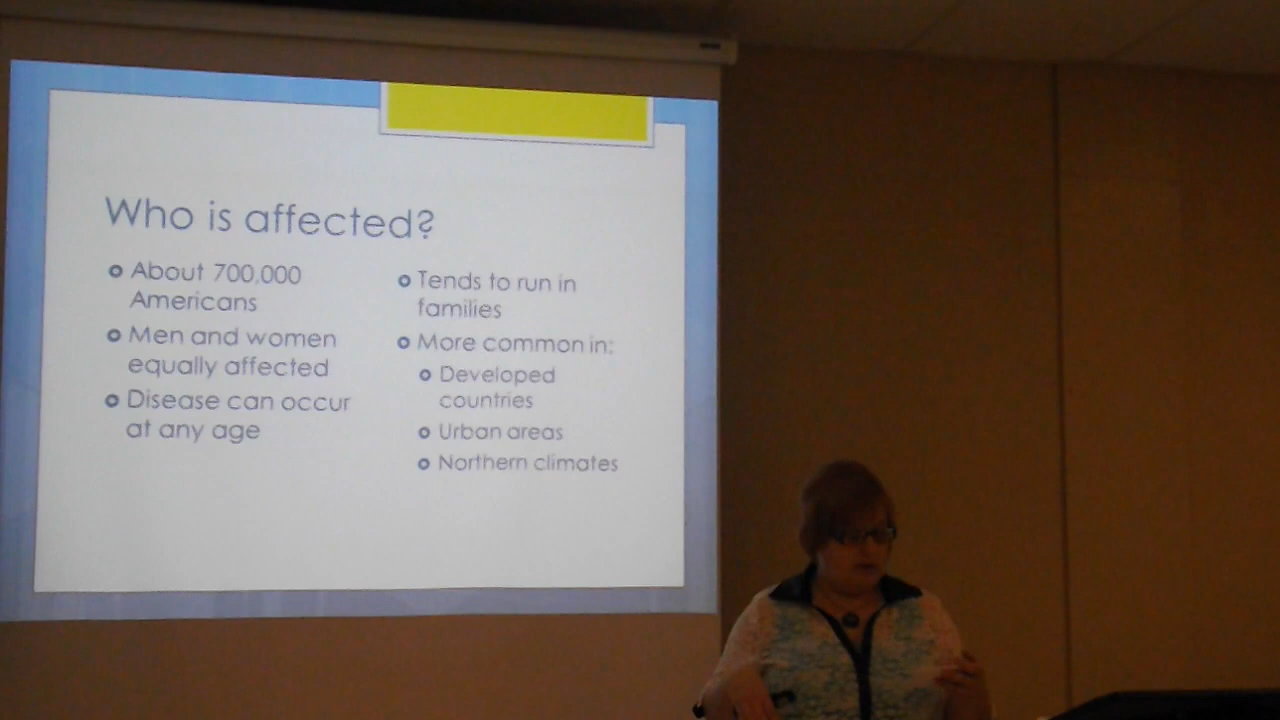 Who is affected?
About 700,000
Americans
Men and women
equally affected
Disease can occur
at any age
Tends to run in
families
More common in:
Developed
countries
Urban areas
Northern climates